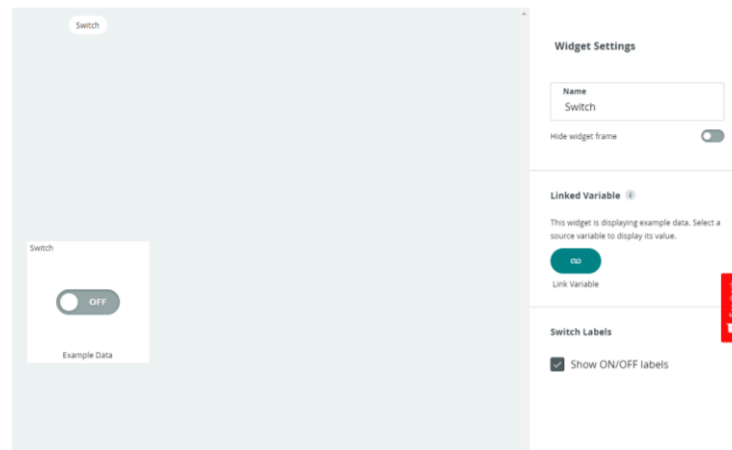 Switch
Widget Settings
Name
Switch
Hide widget frame
Linked Variable i
This widget is displaying example data. Select a
source variable to display its value.
Link Variable
Switch
OFF
Example Data
Switch Labels
Show ON/OFF labels